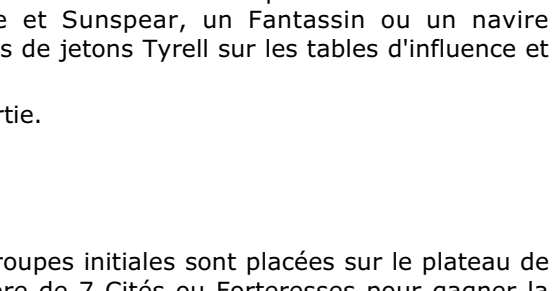 e et Sunspear, un Fantassin ou un navire
s de jetons Tyrell sur les tables d'influence et
rtie.
roupes initiales sont placées sur le plateau de
re de 7 Cités ou Forteresses pour gagner la